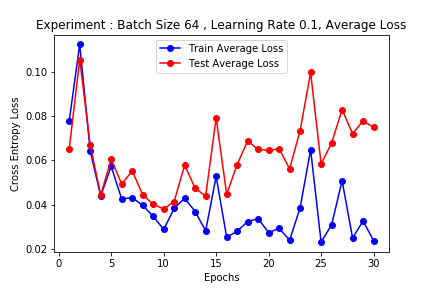 Experiment : Batch Size 64 , Learning Rate 0.1, Average Loss
Train Average Loss
Test Average Loss
Cross Entropy Loss
0.10
0.08
0.06
0.04
0.02
0
5
10
15
20
25
30
Epochs